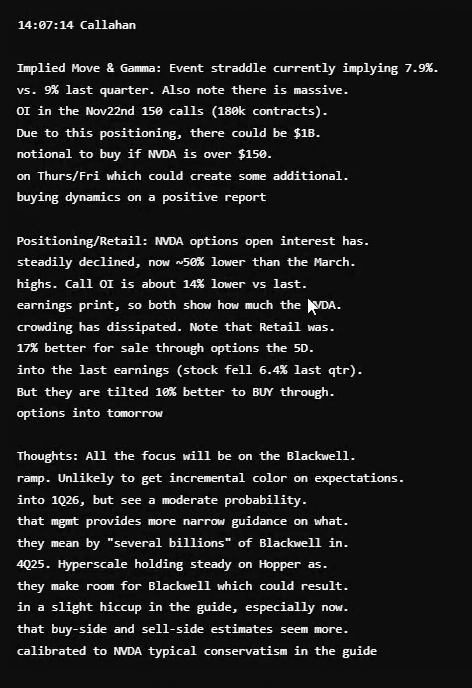 14:07:14 Callahan
Implied Move & Gamma: Event straddle currently implying 7.9%.
vs. 9% last quarter. Also note there is massive.
OI in the Nov22nd 150 calls (180k contracts).
Due to this positioning, there could be $1B.
notional to buy if NVDA is over $150.
on Thurs/Fri which could create some additional.
buying dynamics on a positive report
Positioning/Retail: NVDA options open interest has.
steadily declined, now ~50% lower than the March.
highs. Call OI is about 14% lower vs last.
earnings print, so both show how much the NVDA.
crowding has dissipated. Note that Retail was.
17% better for sale through options the 5D.
into the last earnings (stock fell 6.4% last qtr).
But they are tilted 10% better to BUY through.
options into tomorrow
Thoughts: All the focus will be on the Blackwell.
ramp. Unlikely to get incremental color on expectations.
into 1Q26, but see a moderate probability.
that mgmt provides more narrow guidance on what.
they mean by "several billions" of Blackwell in.
4Q25. Hyperscale holding steady on Hopper as.
they make room for Blackwell which could result.
in a slight hiccup in the guide, especially now.
that buy-side and sell-side estimates seem more.
calibrated to NVDA typical conservatism in the guide